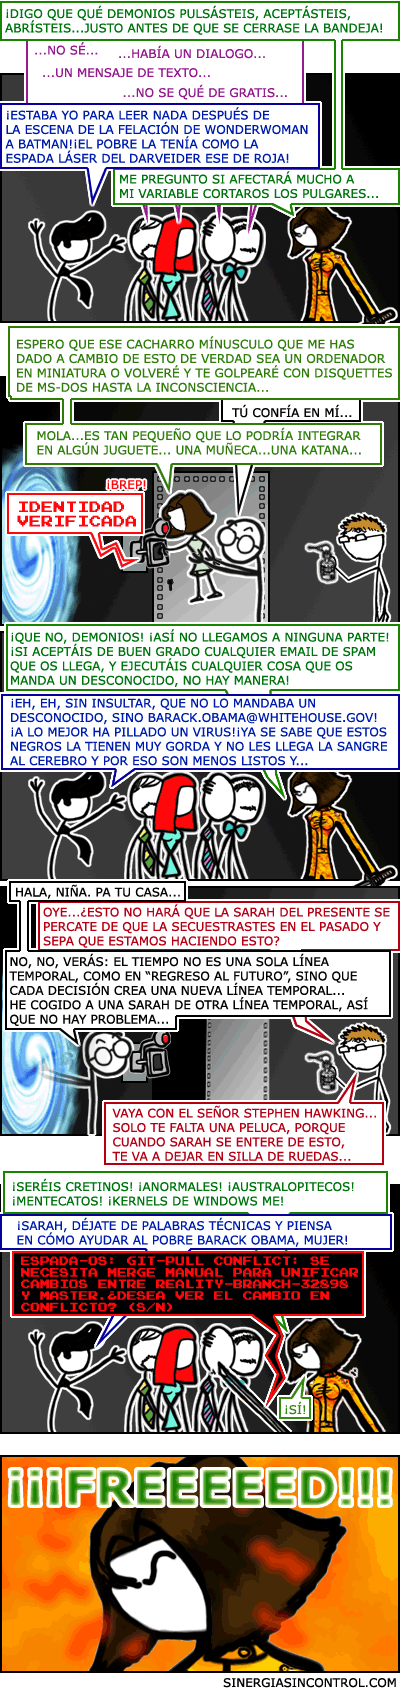 ¡DIGO QUE QUÉ DEMONIOS PULSÁSTEIS, ACEPTÁSTEIS,
ABRÍSTEIS...JUSTO ANTES DE QUE SE CERRASE LA BANDEJA!
...NO SÉ...
...HABÍA UN DIALOGO...
...UN MENSAJE DE TEXTO...
...NO SE QUÉ DE GRATIS...
¡ESTABA YO PARA LEER NADA DESPUÉS DE
LA ESCENA DE LA FELACIÓN DE WONDERWOMAN
A BATMAN!¡EL POBRE LA TENÍA COMO LA
ESPADA LÁSER DEL DARVEIDER ESE DE ROJA!
ME PREGUNTO SI AFECTARÁ MUCHO A
MI VARIABLE CORTAROS LOS PULGARES...
ESPERO QUE ESE CACHARRO MÍNUSCULO QUE ME HAS
DADO A CAMBIO DE ESTO DE VERDAD SEA UN ORDENADOR
EN MINIATURA O VOLVERÉ Y TE GOLPEARÉ CON DISQUETTES
DE MS-DOS HASTA LA INCONSCIENCIA...
TÚ CONFÍA EN MÍ...
MOLA...ES TAN PEQUEÑO QUE LO PODRÍA INTEGRAR
EN ALGÚN JUGUETE... UNA MUÑECA...UNA KATANA...
¡BREP!
IDENTIDAD
VERIFICADA
¡QUE NO, DEMONIOS! ¡ASÍ NO LLEGAMOS A NINGUNA PARTE!
¡SI ACEPTÁIS DE BUEN GRADO CUALQUIER EMAIL DE SPAM
QUE OS LLEGA, Y EJECUTÁIS CUALQUIER COSA QUE OS
MANDA UN DESCONOCIDO, NO HAY MANERA!
¡EH, EH, SIN INSULTAR, QUE NO LO MANDABA UN
DESCONOCIDO, SINO BARACK.OBAMA@WHITEHOUSE.GOV!
¡A LO MEJOR HA PILLADO UN VIRUS!¡YA SE SABE QUE ESTOS
NEGROS LA TIENEN MUY GORDA Y NO LES LLEGA LA SANGRE
AL CEREBRO Y POR ESO SON MENOS LISTOS Y...
HALA, NIÑA. PA TU CASA...
OYE...¿ESTO NO HARÁ QUE LA SARAH DEL PRESENTE SE
PERCATE DE QUE LA SECUESTRASTES EN EL PASADO Y
SEPA QUE ESTAMOS HACIENDO ESTO?
NO, NO, VERÁS: EL TIEMPO NO ES UNA SOLA LÍNEA
TEMPORAL, COMO EN "REGRESO AL FUTURO", SINO QUE
CADA DECISIÓN CREA UNA NUEVA LÍNEA TEMPORAL...
HE COGIDO A UNA SARAH DE OTRA LÍNEA TEMPORAL, ASÍ
QUE NO HAY PROBLEMA...
VAYA CON EL SEÑOR STEPHEN HAWKING...
SOLO TE FALTA UNA PELUCA, PORQUE
CUANDO SARAH SE ENTERE DE ESTO,
TE VA A DEJAR EN SILLA DE RUEDAS...
¡SERÉIS CRETINOS! ¡ANORMALES! ¡AUSTRALOPITECOS!
¡MENTECATOS! ¡KERNELS DE WINDOWS ME!
¡SARAH, DÉJATE DE PALABRAS TÉCNICAS Y PIENSA
EN CÓMO AYUDAR AL POBRE BARACK OBAMA, MUJER!
ESPADA-OS: GIT-PULL CONFLICT: SE
NECESITA MERGE MANUAL PARA UNIFICAR
CAMBIOS ENTRE REALITY-BRANCH-32898
Y MASTER.¿DESEA VER EL CAMBIO EN
CONFLICTO? (S/N)
¡SÍ!
¡¡¡FREEEEED!!!
SINERGIASINCONTROL.COM